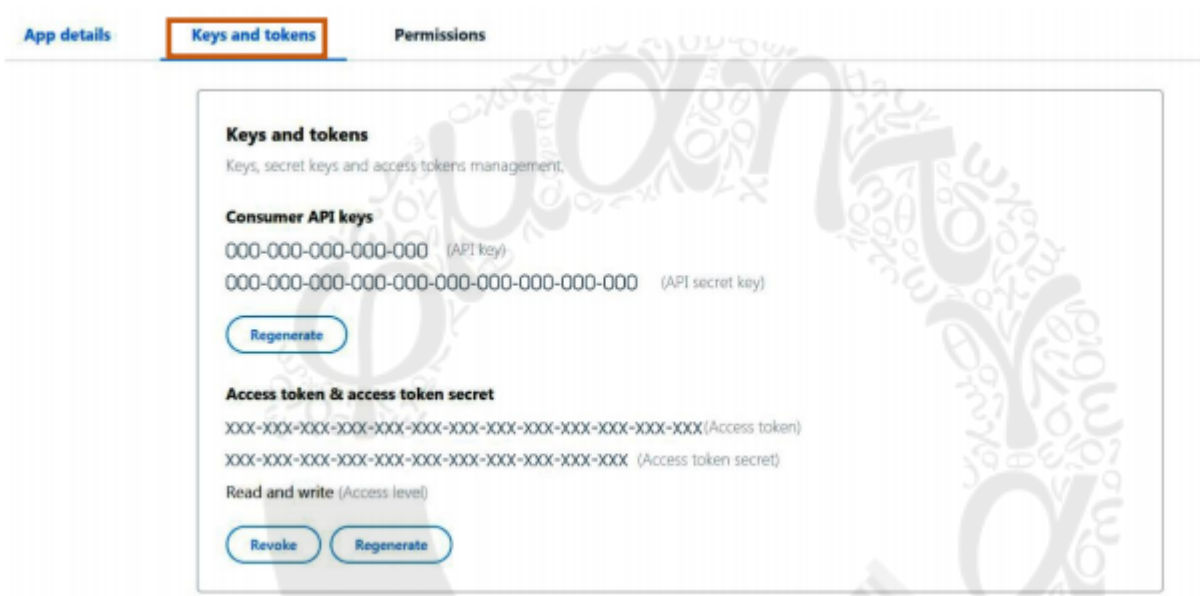 App details Keys and tokens Permissions
Keys and tokens
Keys, secret keys and access tokens management.
Consumer API keys
000-000-000-000-000 (API key)
000-000-000-000-000-000-000-000-000-000 (API secret key)
Regenerate
Access token & access token secret
XXX-XXX-XXX-XXX-XXX-XXX-XXX-XXX-XXX-XXX-XXX-XXX-XXX (Access token)
XXX-XXX-XXX-XXX-XXX-XXX-XXX-XXX-XXX-XXX-XXX (Access token secret)
Read and write (Access level)
Revoke Regenerate